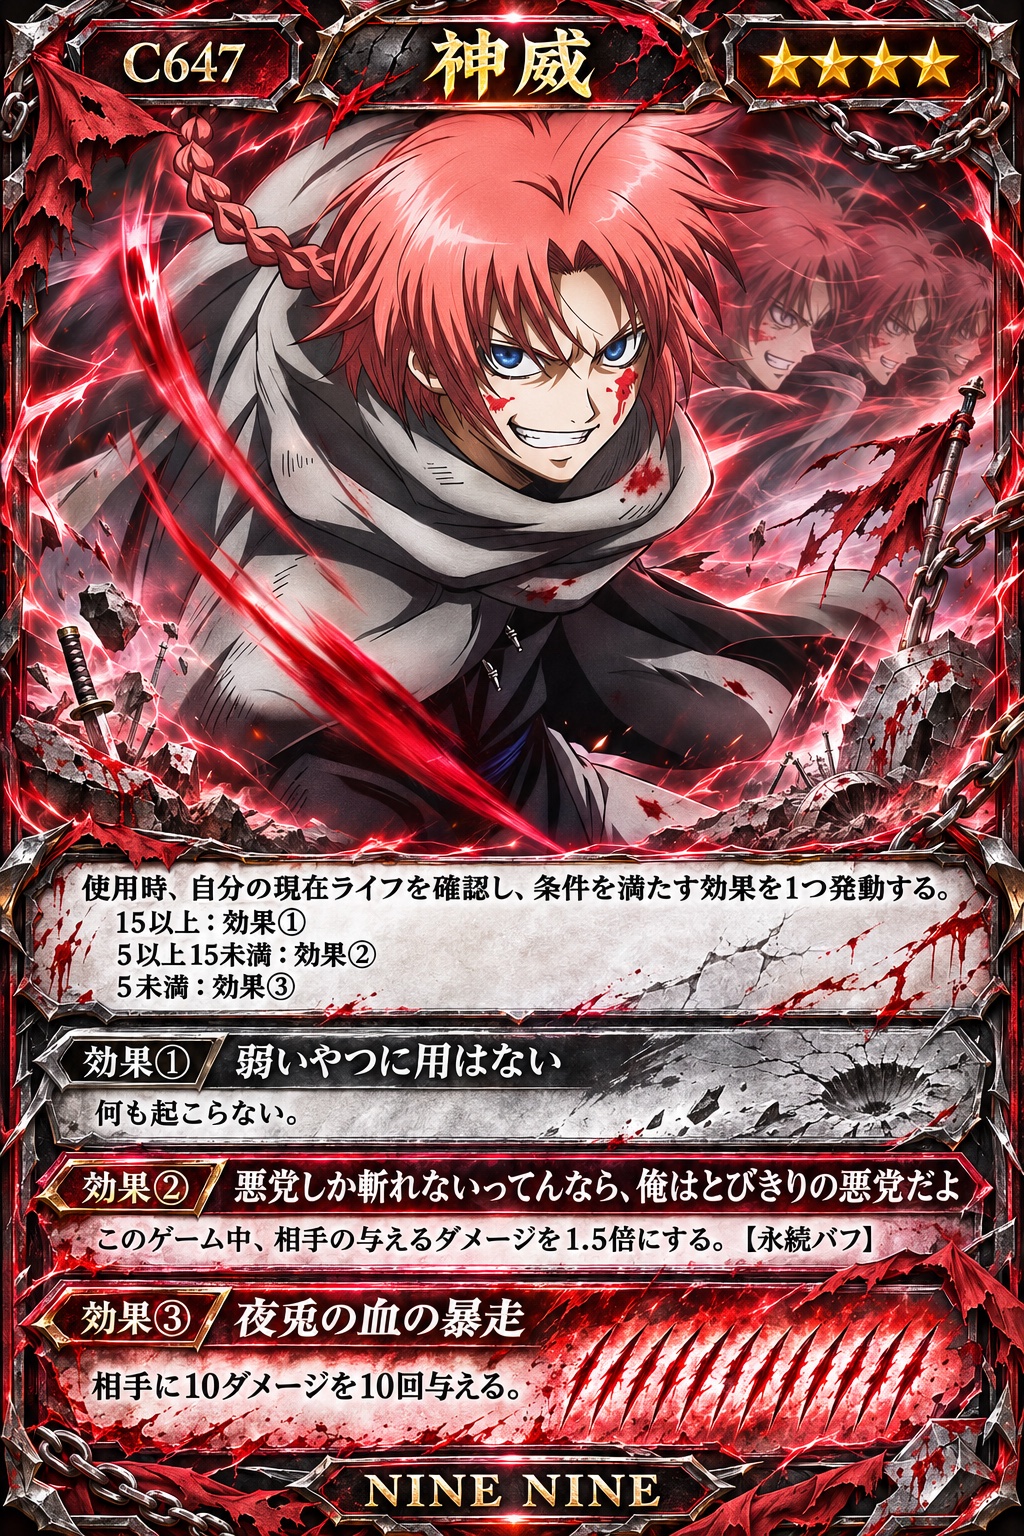 C647
神威
★★★★
使用時、自分の現在ライフを確認し、条件を満たす効果を1つ発動する。
15以上：効果①
5以上15未満：効果②
5未満：効果③
効果① 弱いやつに用はない
何も起こらない。
効果② 悪党しか斬れないってんなら、俺はとびきりの悪党だよ
このゲーム中、相手の与えるダメージを1.5倍にする。【永続バフ】
効果③ 夜兎の血の暴走
相手に10ダメージを10回与える。
NINE NINE